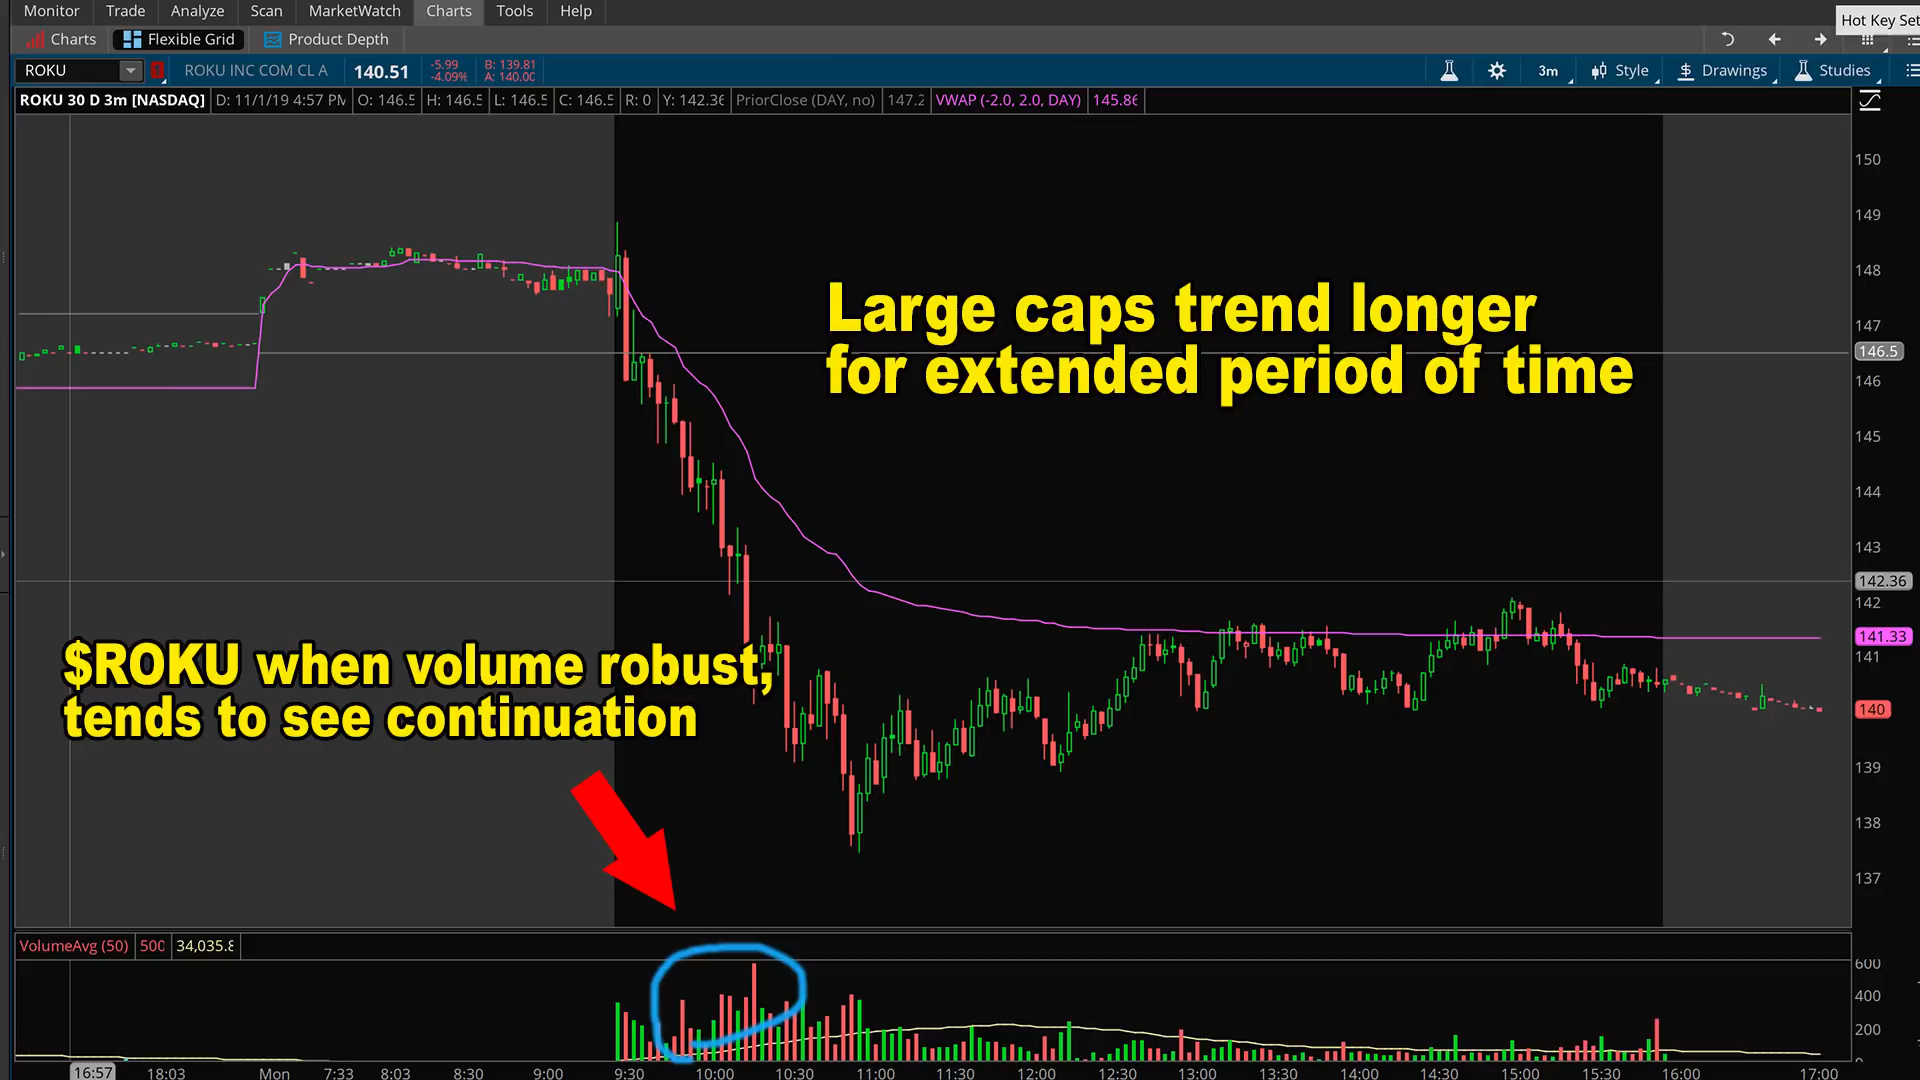 Monitor Trade Analyze Scan MarketWatch Charts Tools Help
Hot Key Set
Charts Flexible Grid Product Depth
ROKU 1 ROKU INC COM CL A 140.51 -5.99 B: 139.81
-4.09% A: 140.00
3m Style Drawings Studies
ROKU 30 D 3m [NASDAQ] D: 11/1/19 4:57 PM O: 146.5 H: 146.5 L: 146.5 C: 146.5 R: 0 Y: 142.36 PriorClose (DAY, no) 147.2 VWAP (-2.0, 2.0, DAY) 145.86
150
149
148
147
146.5
146
145
144
143
142.36
142
141.33
141
140
139
138
137
Large caps trend longer
for extended period of time
$ROKU when volume robust,
tends to see continuation
VolumeAvg (50) 500 34,035.8
600
400
200
0
16:57 18:03 Mon 7:33 8:03 8:30 9:00 9:30 10:00 10:30 11:00 11:30 12:00 12:30 13:00 13:30 14:00 14:30 15:00 15:30 16:00 17:00